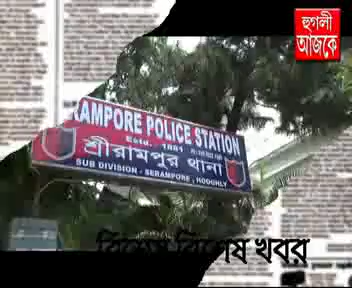 হুগলী
আজকে
RAMPORE POLICE STATION
Estd. 1881
শ্রীরামপুর থানা
SUB DIVISION - SERAMPORE, HOOGHLY
বিশেষ খবর